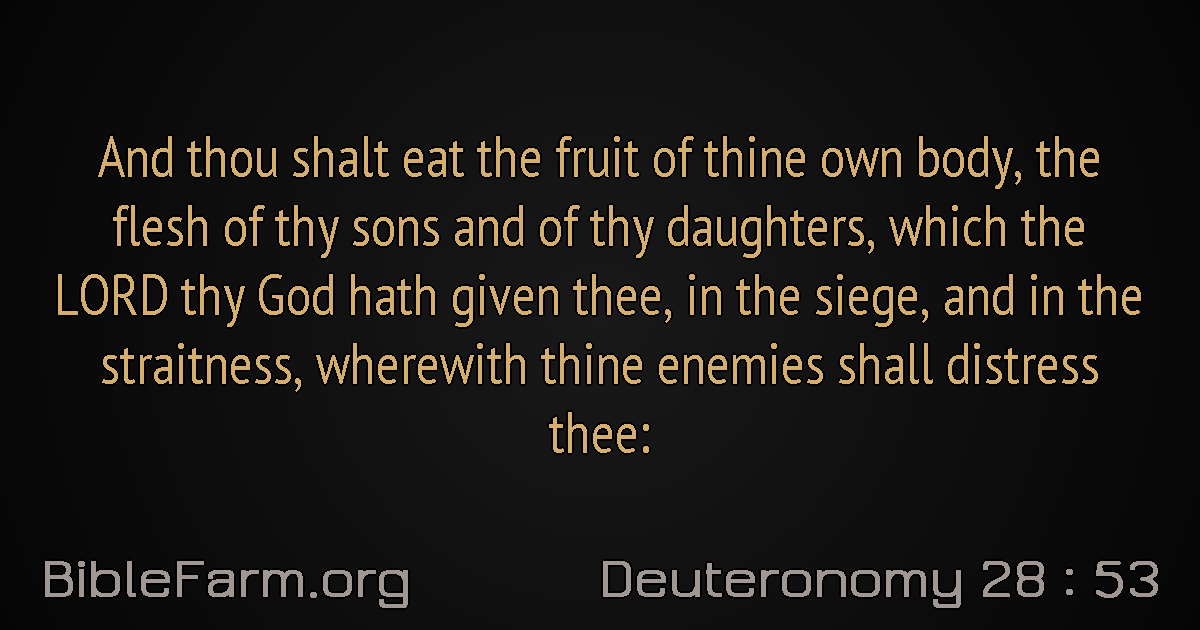 And thou shalt eat the fruit of thine own body, the
flesh of thy sons and of thy daughters, which the
LORD thy God hath given thee, in the siege, and in the
straitness, wherewith thine enemies shall distress
thee:
BibleFarm.org
Deuteronomy 28 : 53